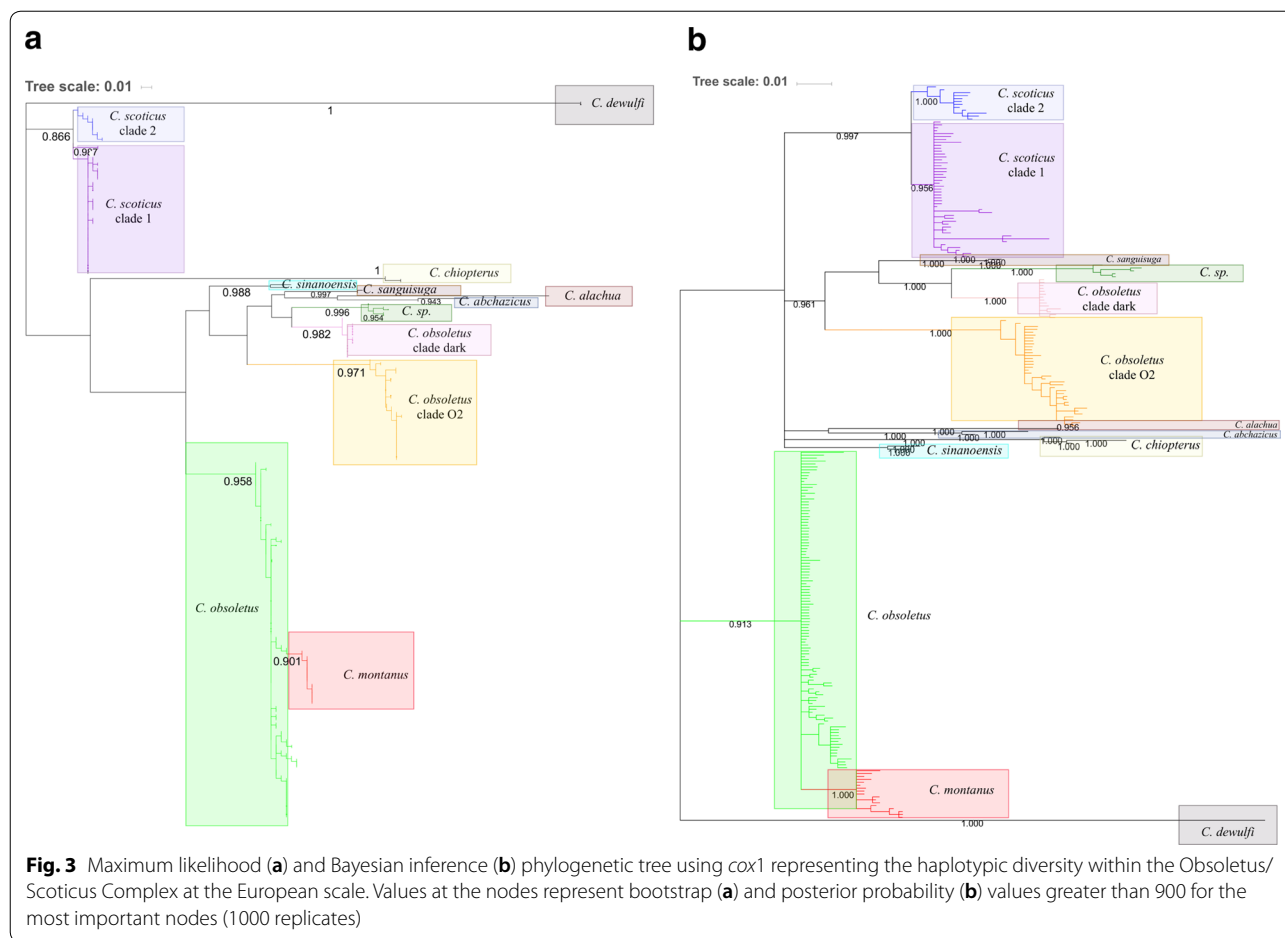 a
Tree scale: 0.01
C. dewulfi
1
C. scoticus
clade 2
0.866
C. scoticus
clade 1
1
C. chiopterus
0.988
C. sinanoensis
C. sanguisuga
0.997
0.943
C. abchazicus
C. alachua
C. sp.
0.996
0.954
0.982
C. obsoletus
clade dark
0.971
C. obsoletus
clade O2
0.958
C. obsoletus
0.901
C. montanus
b
Tree scale: 0.01
C. scoticus
clade 2
1.000
0.997
C. scoticus
clade 1
0.956
1.000
1.000
C. sanguisuga
1.000
C. sp.
1.000
1.000
1.000
C. obsoletus
clade dark
0.961
1.000
C. obsoletus
clade O2
C. alachua
0.956
C. abchazicus
1.000
1.000
1.000
1.000
C. chiopterus
1.000
1.000
1.000
C. sinanoensis
1.000
C. obsoletus
0.913
C. montanus
1.000
1.000
C. dewulfi
Fig. 3 Maximum likelihood (a) and Bayesian inference (b) phylogenetic tree using cox1 representing the haplotypic diversity within the Obsoletus/
Scoticus Complex at the European scale. Values at the nodes represent bootstrap (a) and posterior probability (b) values greater than 900 for the
most important nodes (1000 replicates)